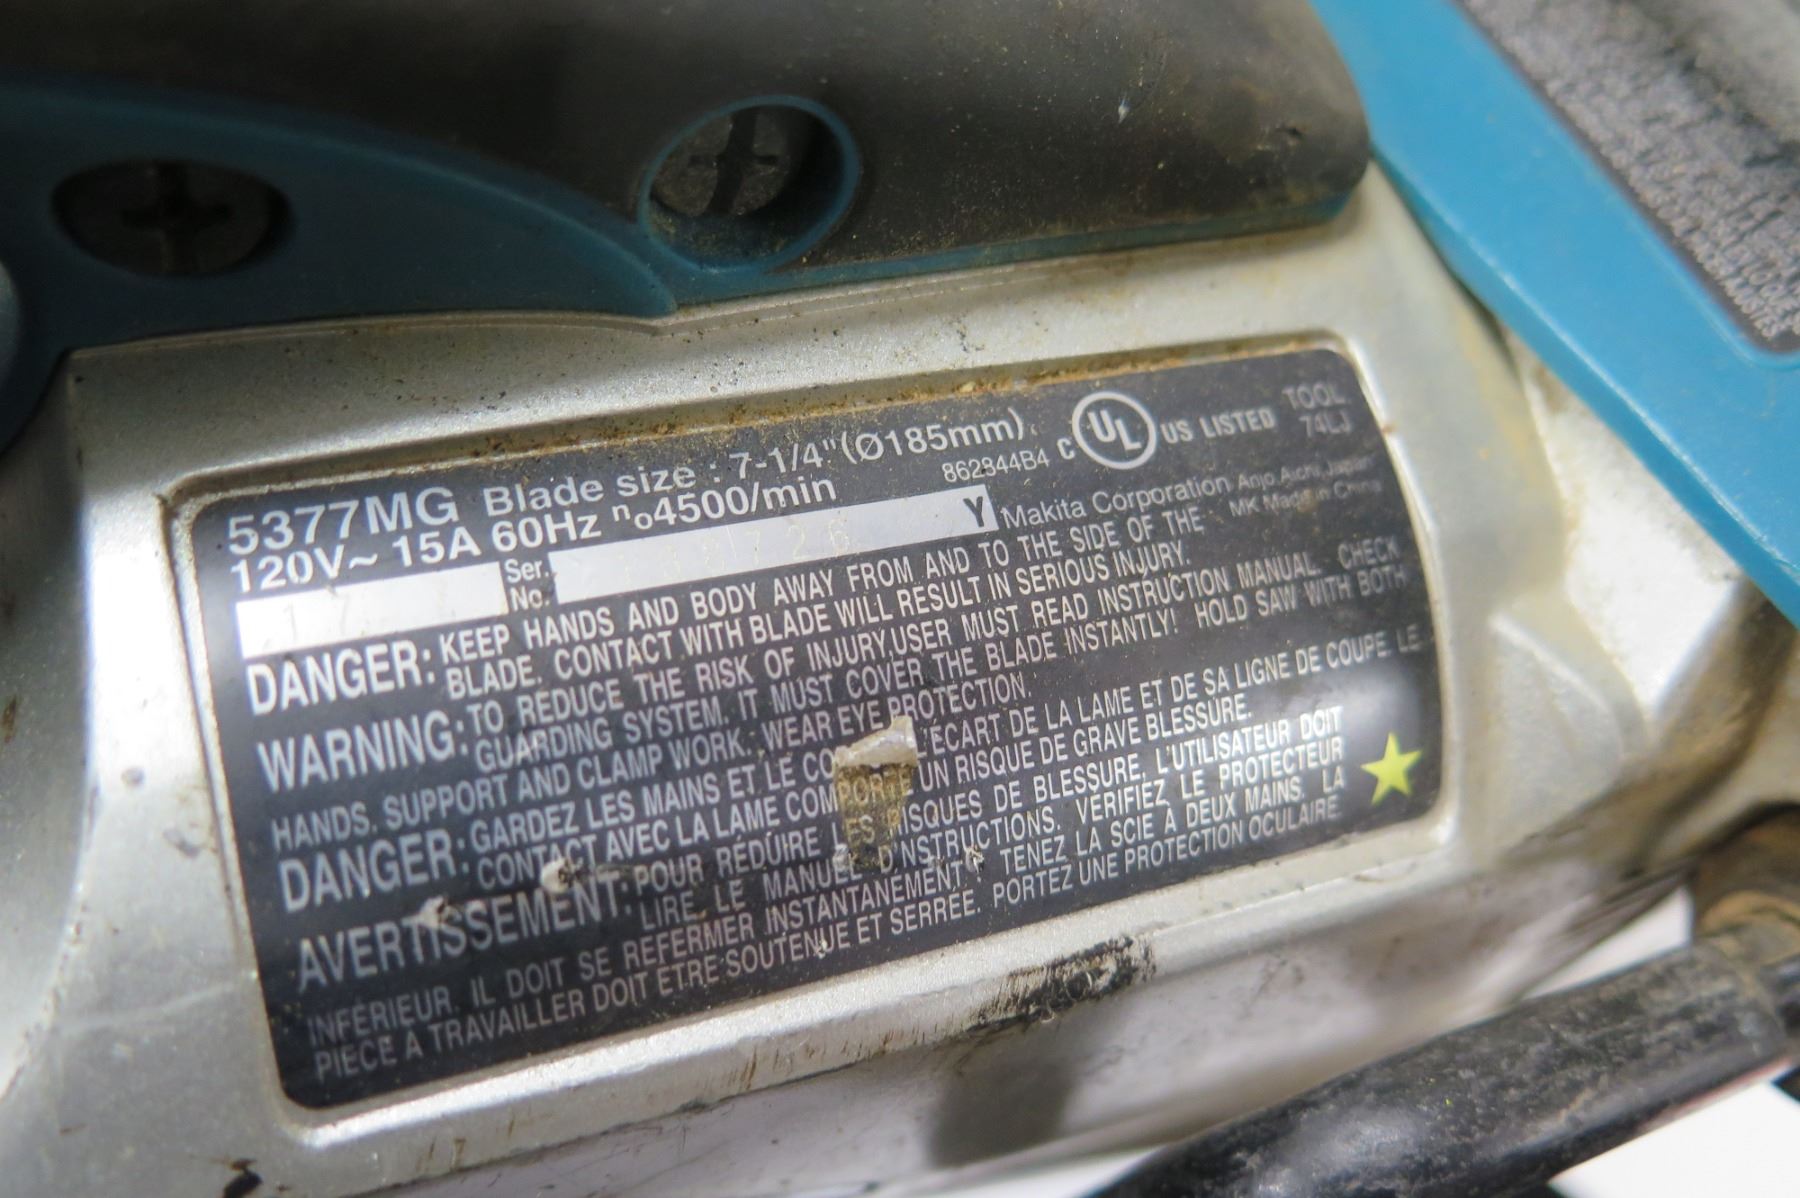 5377MG Blade size : 7-1/4" (Ø185mm)
120V~ 15A 60Hz no4500/min
862844B4
C UL US LISTED
TOOL
74LJ
Ser.
No.
Y
Makita Corporation Anjo, Aichi, Japan
MK Made in China
DANGER: KEEP HANDS AND BODY AWAY FROM AND TO THE SIDE OF THE
BLADE. CONTACT WITH BLADE WILL RESULT IN SERIOUS INJURY.
WARNING: TO REDUCE THE RISK OF INJURY, USER MUST READ INSTRUCTION MANUAL. CHECK
GUARDING SYSTEM. IT MUST COVER THE BLADE INSTANTLY! HOLD SAW WITH BOTH
HANDS. SUPPORT AND CLAMP WORK. WEAR EYE PROTECTION.
DANGER: GARDEZ LES MAINS ET LE L'ECART DE LA LAME ET DE SA LIGNE DE COUPE. LE
CONTACT AVEC LA LAME COMPORTE UN RISQUE DE GRAVE BLESSURE.
AVERTISSEMENT: POUR RÉDUIRE LES RISQUES DE BLESSURE, L'UTILISATEUR DOIT
LIRE LE MANUEL D'INSTRUCTIONS. VÉRIFIEZ LE PROTECTEUR
INFÉRIEUR. IL DOIT SE REFERMER INSTANTANEMENT. TENEZ LA SCIE À DEUX MAINS. LA
PIÈCE À TRAVAILLER DOIT ETRE SOUTENUE ET SERRÉE. PORTEZ UNE PROTECTION OCULAIRE.